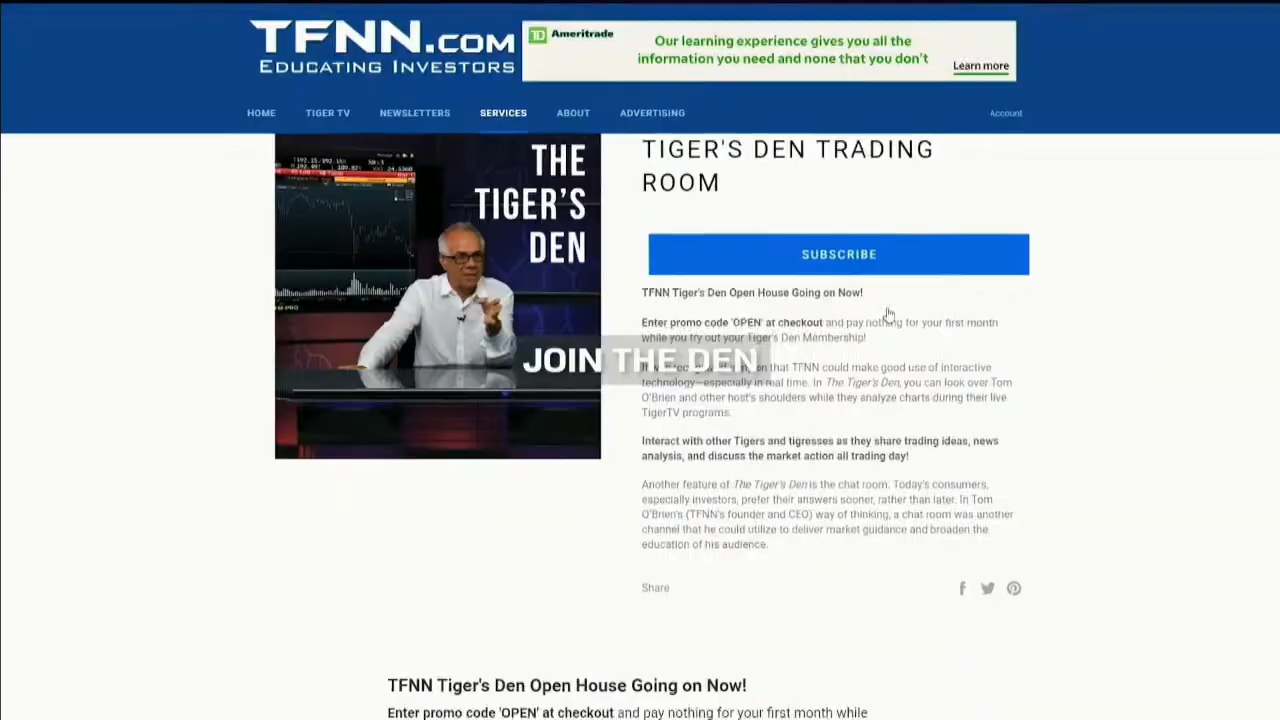 TFNN.COM
EDUCATING INVESTORS
TD Ameritrade
Our learning experience gives you all the
information you need and none that you don't
Learn more
HOME TIGER TV NEWSLETTERS SERVICES ABOUT ADVERTISING Account
THE
TIGER'S
DEN
TIGER'S DEN TRADING
ROOM
SUBSCRIBE
TFNN Tiger's Den Open House Going on Now!
Enter promo code 'OPEN' at checkout and pay nothing for your first month
while you try out your Tiger's Den Membership!
JOIN THE DEN
that TFNN could make good use of interactive
technology—especially in real time. In The Tiger's Den, you can look over Tom
O'Brien and other host's shoulders while they analyze charts during their live
TigerTV programs.
Interact with other Tigers and tigresses as they share trading ideas, news
analysis, and discuss the market action all trading day!
Another feature of The Tiger's Den is the chat room. Today's consumers,
especially investors, prefer their answers sooner, rather than later. In Tom
O'Brien's (TFNN's founder and CEO) way of thinking, a chat room was another
channel that he could utilize to deliver market guidance and broaden the
education of his audience.
Share
TFNN Tiger's Den Open House Going on Now!
Enter promo code 'OPEN' at checkout and pay nothing for your first month while